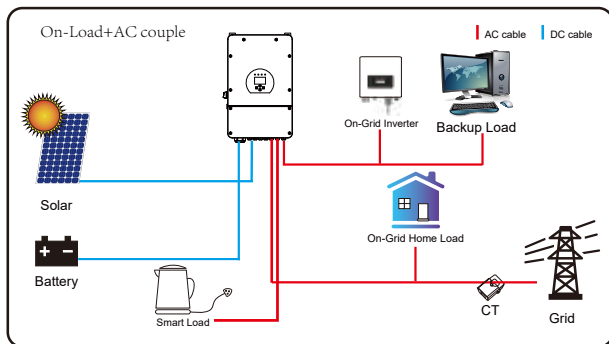 On-Load+AC couple
AC cable
DC cable
On-Grid Inverter
Backup Load
Solar
On-Grid Home Load
Battery
CT
Grid
Smart Load